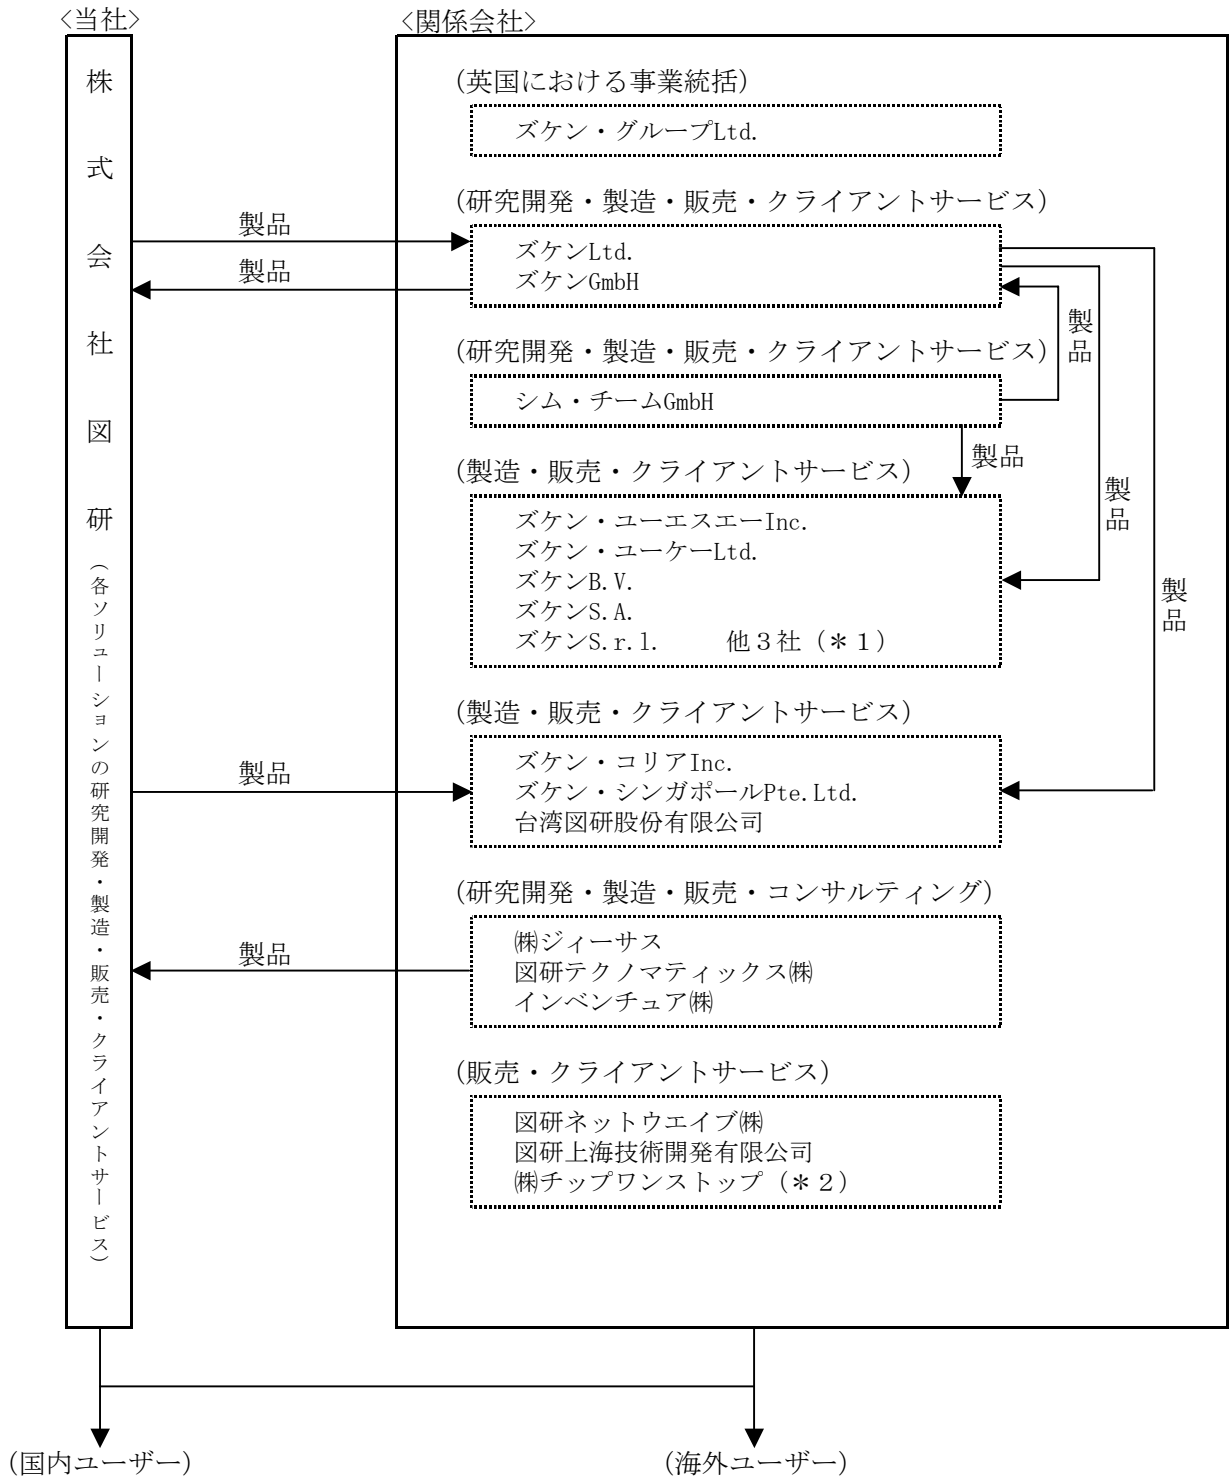 <当社>
株式会社図研（各ソリューションの研究開発・製造・販売・クライアントサービス）
<関係会社>
(英国における事業統括)
ズケン・グループLtd.
(研究開発・製造・販売・クライアントサービス)
製品
ズケンLtd.
製品
ズケンGmbH
製品
(研究開発・製造・販売・クライアントサービス)
シム・チームGmbH
製品
(製造・販売・クライアントサービス)
製品
ズケン・ユーエスエーInc.
ズケン・ユーケーLtd.
ズケンB.V.
ズケンS.A.
ズケンS.r.l. 他３社（＊１）
製品
(製造・販売・クライアントサービス)
製品
ズケン・コリアInc.
ズケン・シンガポールPte.Ltd.
台湾図研股份有限公司
(研究開発・製造・販売・コンサルティング)
製品
㈱ジィーサス
図研テクノマティックス㈱
インベンチュア㈱
(販売・クライアントサービス)
図研ネットウエイブ㈱
図研上海技術開発有限公司
㈱チップワンストップ（＊２）
(国内ユーザー)
(海外ユーザー)